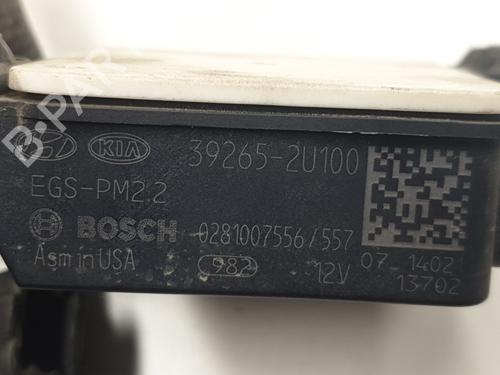 KIA 39265-2U100
EGS-PM2.2
BOSCH 0281007556/557
Asm in USA 982 12V 07 1402
13702
B-PARTS